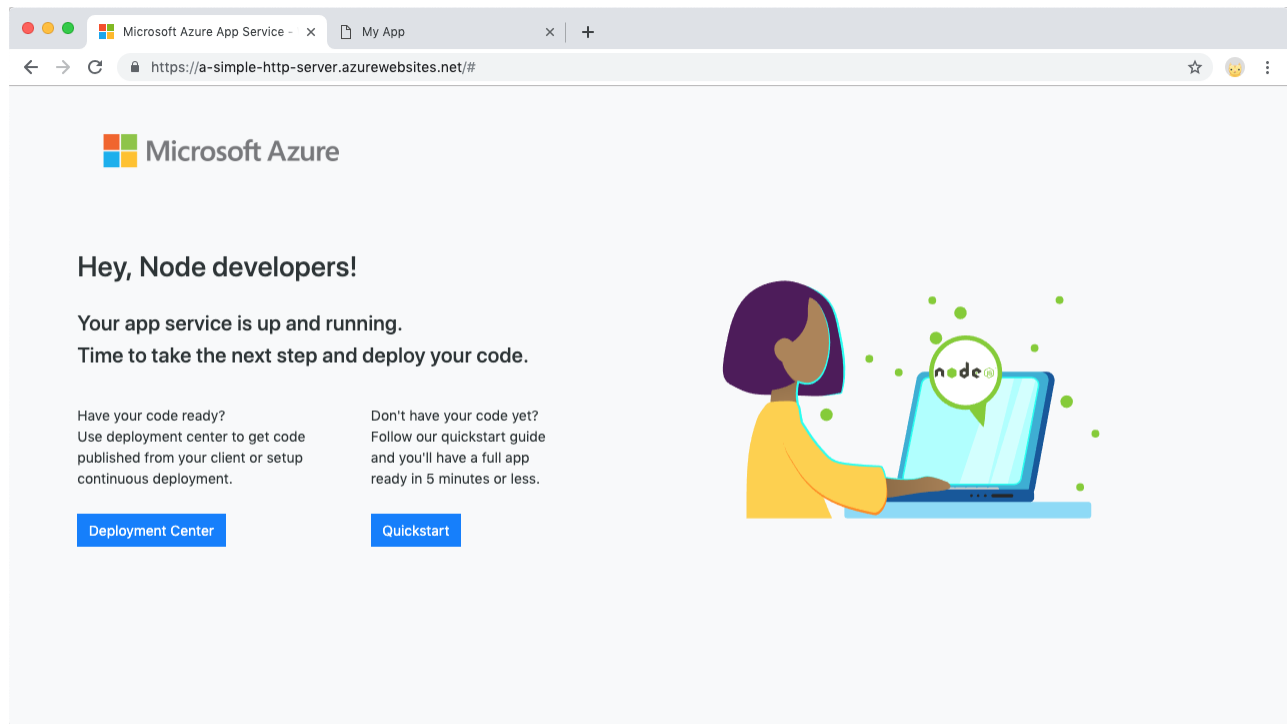 Microsoft Azure App Service -
My App
https://a-simple-http-server.azurewebsites.net/#
Microsoft Azure
Hey, Node developers!
Your app service is up and running.
Time to take the next step and deploy your code.
Have your code ready?
Use deployment center to get code
published from your client or setup
continuous deployment.
Deployment Center
Don't have your code yet?
Follow our quickstart guide
and you'll have a full app
ready in 5 minutes or less.
Quickstart
node JS